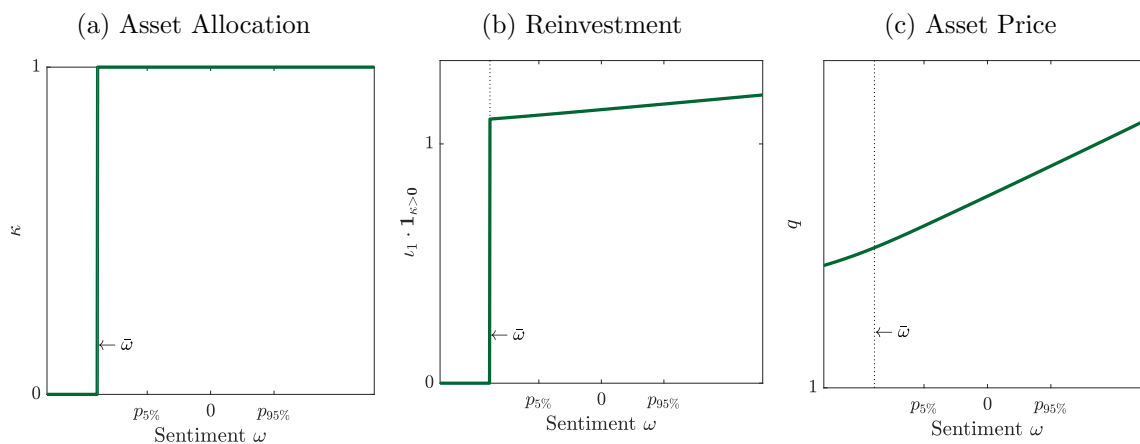 (a) Asset Allocation
1
κ
← ω̄
0
p5%
0
p95%
Sentiment ω
(b) Reinvestment
1
ι1 · 1κ>0
← ω̄
0
p5%
0
p95%
Sentiment ω
(c) Asset Price
q
← ω̄
1
p5%
0
p95%
Sentiment ω